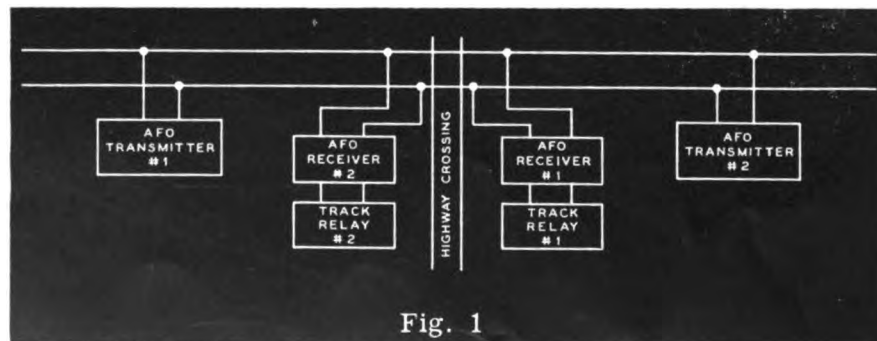 AFO
TRANSMITTER
#1
AFO
RECEIVER
#2
TRACK
RELAY
#2
HIGHWAY CROSSING
AFO
RECEIVER
#1
TRACK
RELAY
#1
AFO
TRANSMITTER
#2
Fig. 1